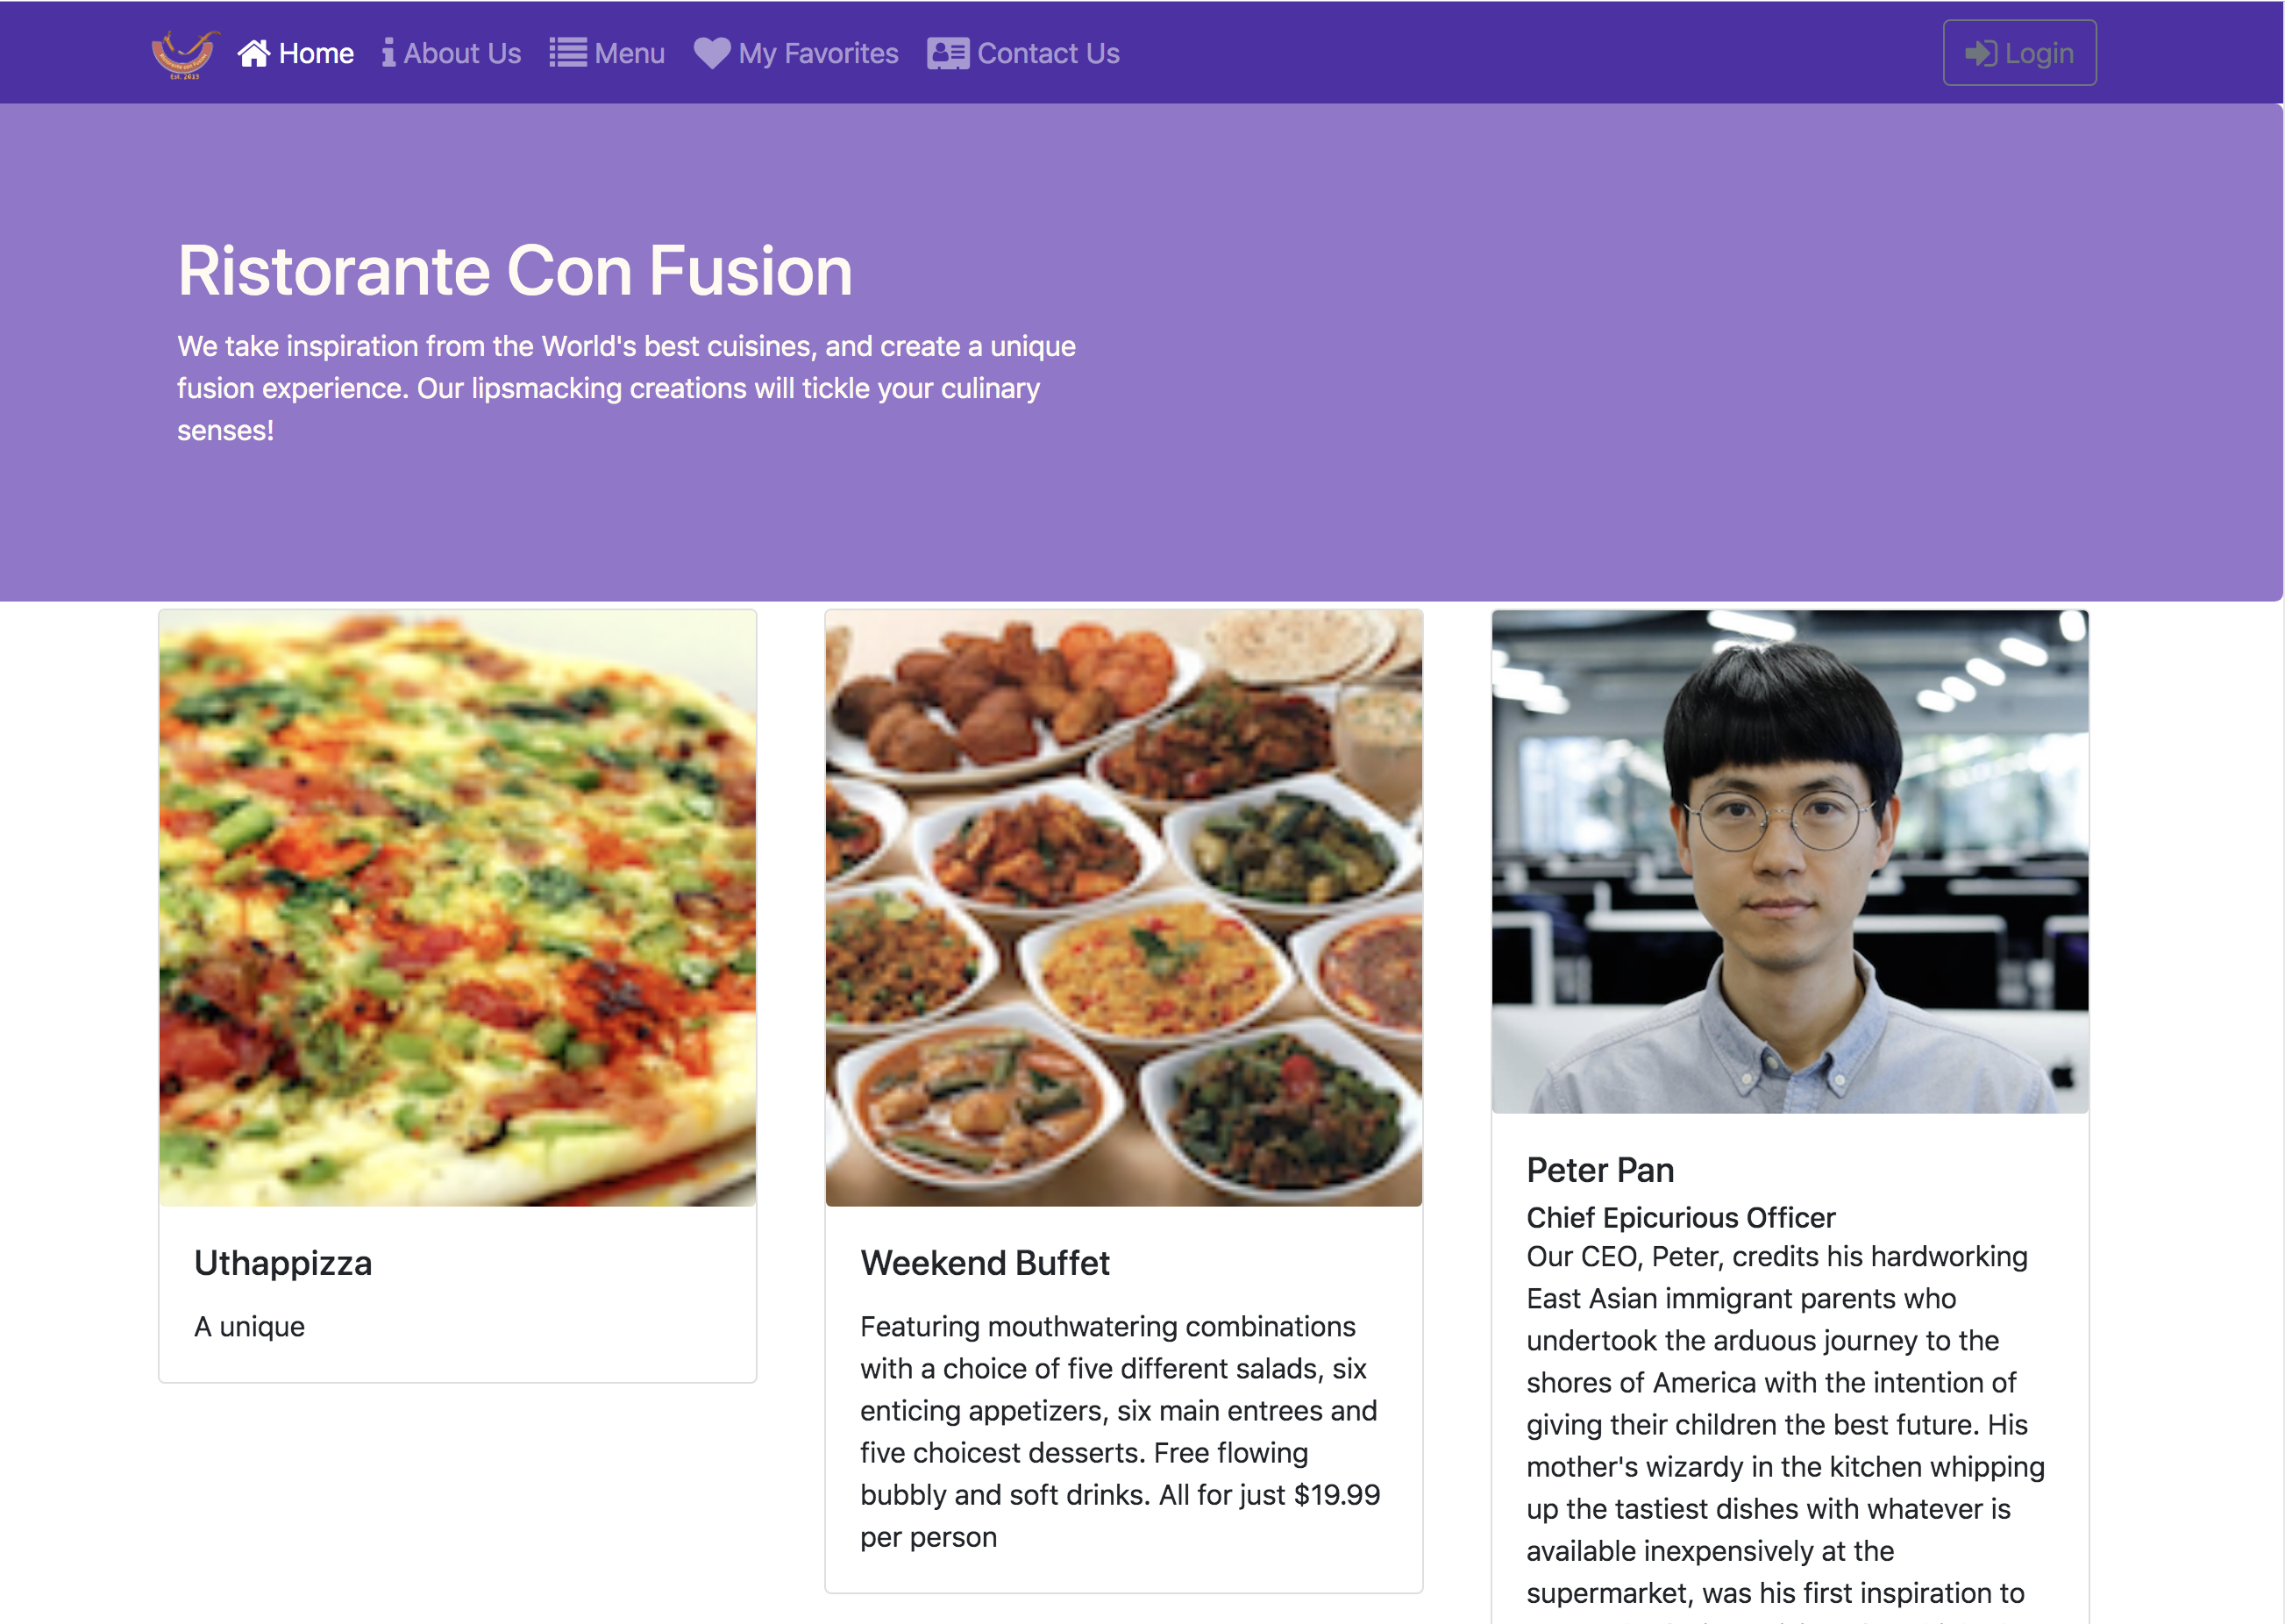 Ristorante con Fusion
Est. 2013
Home About Us Menu My Favorites Contact Us Login
Ristorante Con Fusion
We take inspiration from the World's best cuisines, and create a unique
fusion experience. Our lipsmacking creations will tickle your culinary
senses!
Uthappizza
A unique
Weekend Buffet
Featuring mouthwatering combinations
with a choice of five different salads, six
enticing appetizers, six main entrees and
five choicest desserts. Free flowing
bubbly and soft drinks. All for just $19.99
per person
Peter Pan
Chief Epicurious Officer
Our CEO, Peter, credits his hardworking
East Asian immigrant parents who
undertook the arduous journey to the
shores of America with the intention of
giving their children the best future. His
mother's wizardy in the kitchen whipping
up the tastiest dishes with whatever is
available inexpensively at the
supermarket, was his first inspiration to